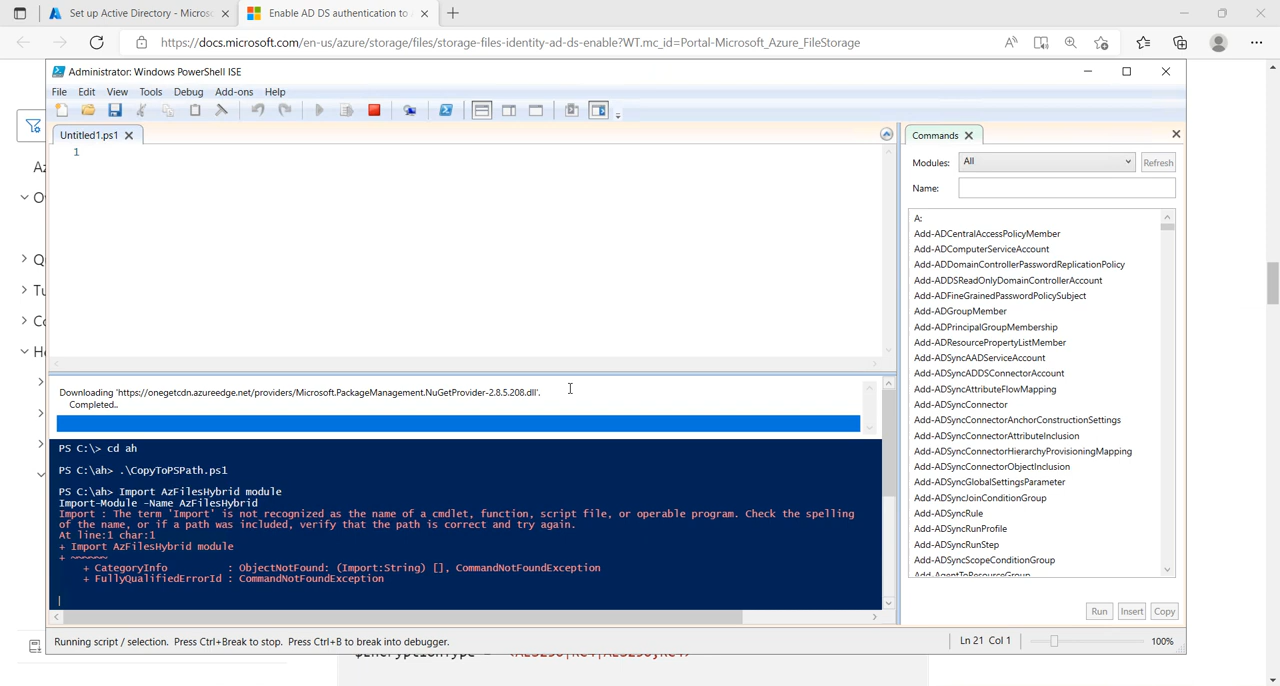 Set up Active Directory - Micros
Enable AD DS authentication to
https://docs.microsoft.com/en-us/azure/storage/files/storage-files-identity-ad-ds-enable?WT.mc_id=Portal-Microsoft_Azure_FileStorage
Administrator: Windows PowerShell ISE
File Edit View Tools Debug Add-ons Help
Untitled1.ps1
Commands
1
Modules: All Refresh
Name:
A:
Add-ADCentralAccessPolicyMember
Add-ADComputerServiceAccount
Add-ADDomainControllerPasswordReplicationPolicy
Add-ADDSReadOnlyDomainControllerAccount
Add-ADFineGrainedPasswordPolicySubject
Add-ADGroupMember
Add-ADPrincipalGroupMembership
Add-ADResourcePropertyListMember
Add-ADSyncAADServiceAccount
Add-ADSyncADDSConnectorAccount
Add-ADSyncAttributeFlowMapping
Add-ADSyncConnector
Add-ADSyncConnectorAnchorConstructionSettings
Add-ADSyncConnectorAttributeInclusion
Add-ADSyncConnectorHierarchyProvisioningMapping
Add-ADSyncConnectorObjectInclusion
Add-ADSyncGlobalSettingsParameter
Add-ADSyncJoinConditionGroup
Add-ADSyncRule
Add-ADSyncRunProfile
Add-ADSyncRunStep
Add-ADSyncScopeConditionGroup
Add-AgentToResourceGroup
Run Insert Copy
Downloading 'https://onegetcdn.azureedge.net/providers/Microsoft.PackageManagement.NuGetProvider-2.8.5.208.dll'.
Completed..
PS C:\> cd ah
PS C:\ah> .\CopyToPSPath.ps1
PS C:\ah> Import AzFilesHybrid module
Import-Module -Name AzFilesHybrid
Import : The term 'Import' is not recognized as the name of a cmdlet, function, script file, or operable program. Check the spelling
of the name, or if a path was included, verify that the path is correct and try again.
At line:1 char:1
+ Import AzFilesHybrid module
+ ~~~~~~
+ CategoryInfo : ObjectNotFound: (Import:String) [], CommandNotFoundException
+ FullyQualifiedErrorId : CommandNotFoundException
Running script / selection. Press Ctrl+Break to stop. Press Ctrl+B to break into debugger.
Ln 21 Col 1
100%